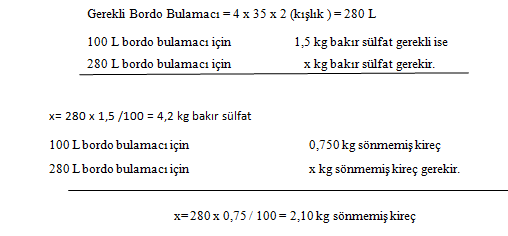 Gerekli Bordo Bulamacı = 4 x 35 x 2 (kışlık ) = 280 L
100 L bordo bulamacı için 1,5 kg bakır sülfat gerekli ise
280 L bordo bulamacı için x kg bakır sülfat gerekir.
x= 280 x 1,5 /100 = 4,2 kg bakır sülfat
100 L bordo bulamacı için 0,750 kg sönmemiş kireç
280 L bordo bulamacı için x kg sönmemiş kireç gerekir.
x= 280 x 0,75 / 100 = 2,10 kg sönmemiş kireç